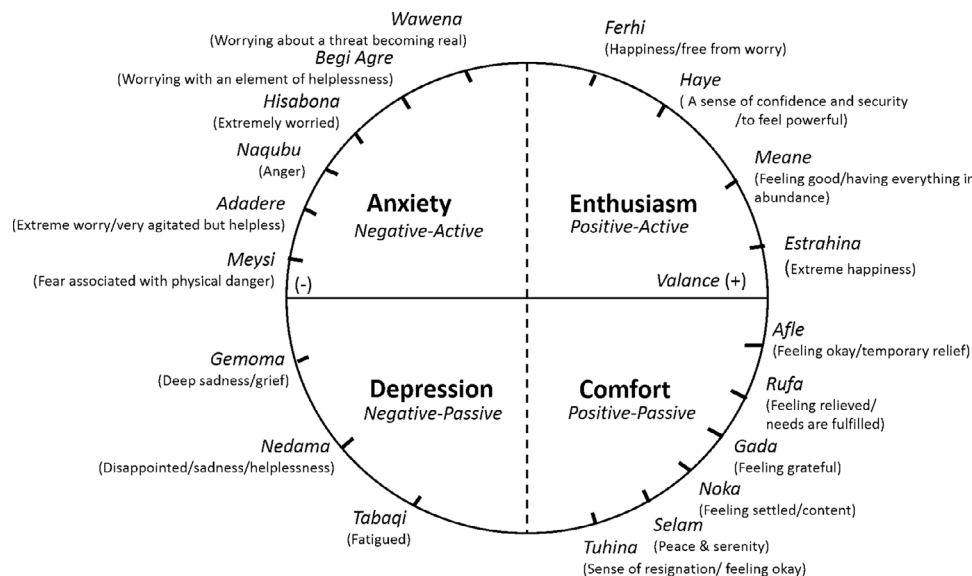 Wawena
(Worrying about a threat becoming real)
Begi Agre
(Worrying with an element of helplessness)
Hisabona
(Extremely worried)
Naqubu
(Anger)
Adadere
(Extreme worry/very agitated but helpless)
Meysi
(Fear associated with physical danger)
Ferhi
(Happiness/free from worry)
Haye
( A sense of confidence and security
/to feel powerful)
Meane
(Feeling good/having everything in
abundance)
Estrahina
(Extreme happiness)
Anxiety
Negative-Active
Enthusiasm
Positive-Active
(-)
Valance (+)
Gemoma
(Deep sadness/grief)
Nedama
(Disappointed/sadness/helplessness)
Tabaqi
(Fatigued)
Depression
Negative-Passive
Comfort
Positive-Passive
Afle
(Feeling okay/temporary relief)
Rufa
(Feeling relieved/
needs are fulfilled)
Gada
(Feeling grateful)
Noka
(Feeling settled/content)
Selam
(Peace & serenity)
Tuhina
(Sense of resignation/ feeling okay)